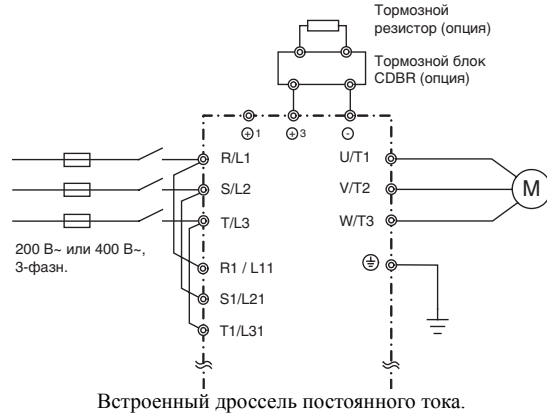 Тормозной
резистор (опция)
Тормозной блок
CDBR (опция)
⊕1 ⊕3 ⊖
R/L1 U/T1
S/L2 V/T2
T/L3 W/T3
M
200 В~ или 400 В~,
3-фазн.
R1 / L11
S1/L21
T1/L31
Встроенный дроссель постоянного тока.